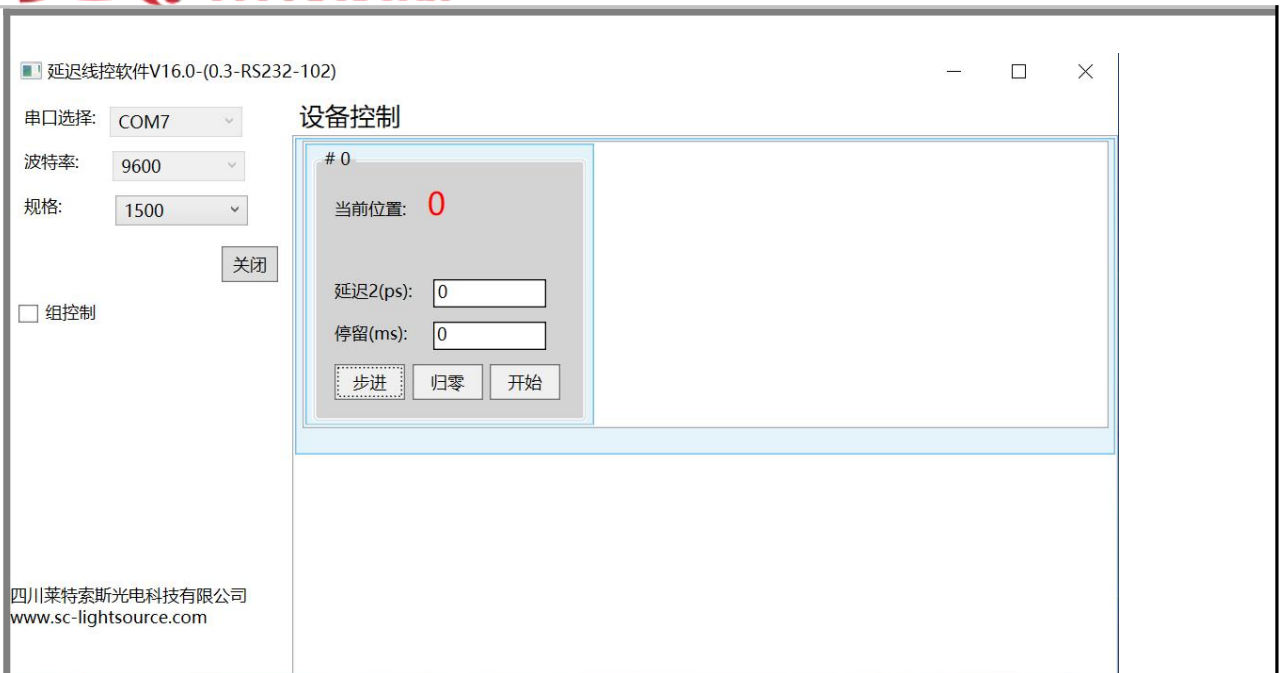 延迟线控软件V16.0-(0.3-RS232-102)
串口选择: COM7
波特率: 9600
规格: 1500
关闭
组控制
设备控制
# 0
当前位置: 0
延迟2(ps): 0
停留(ms): 0
步进 归零 开始
四川莱特索斯光电科技有限公司
www.sc-lightsource.com